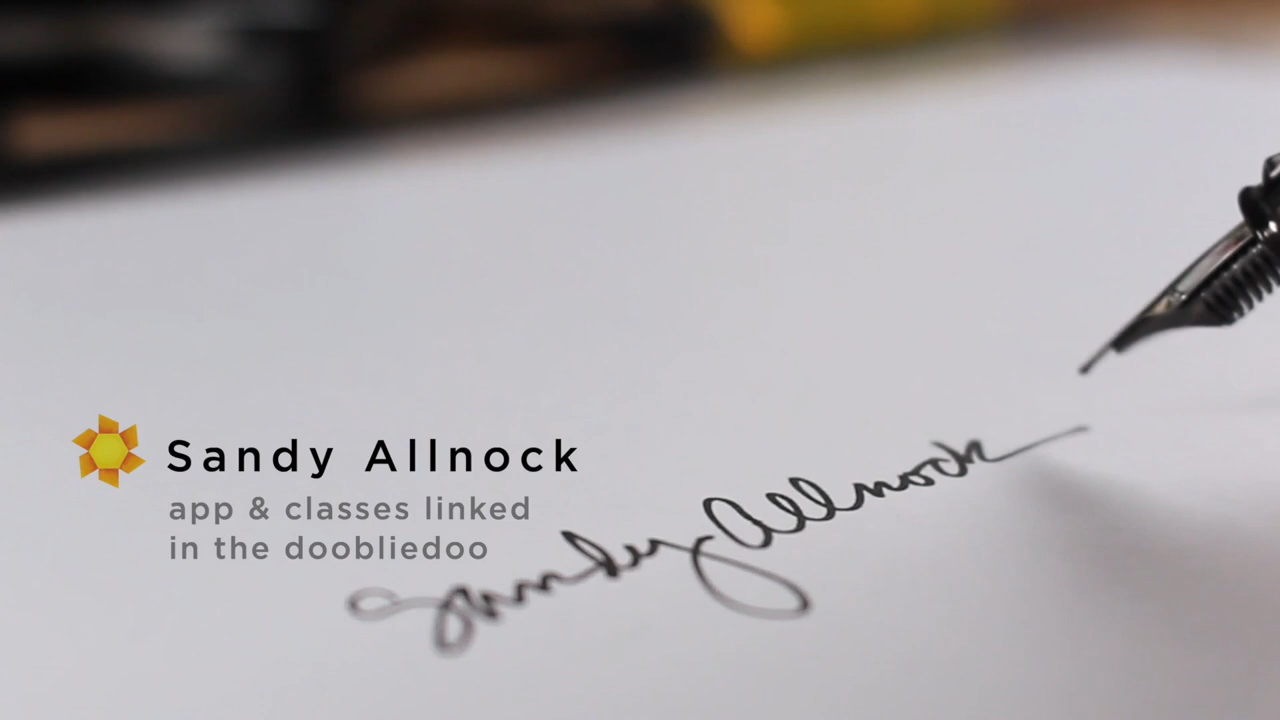 Sandy Allnock
app & classes linked
in the doobliedoo
Sandy Allnock